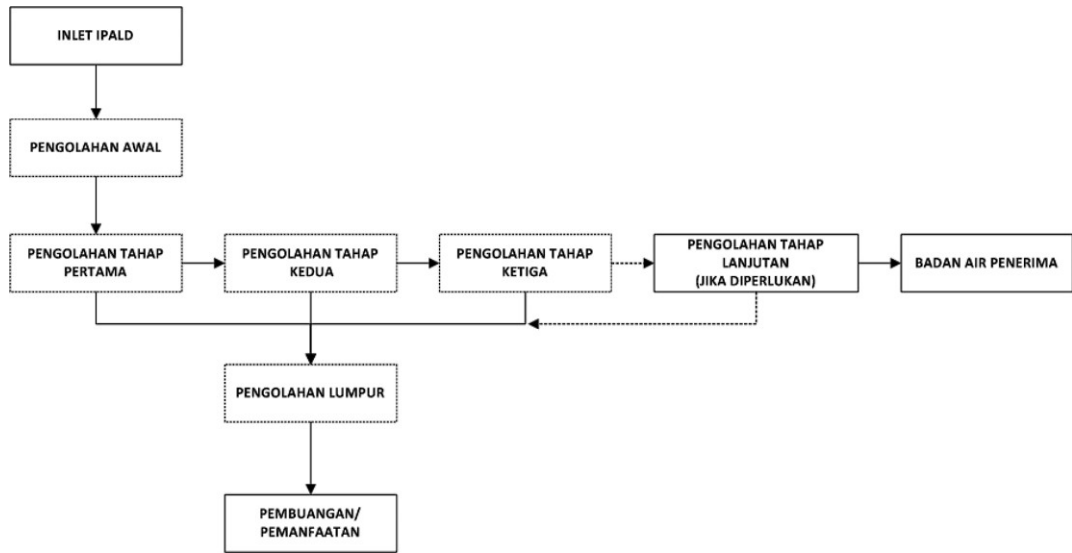 INLET IPALD
PENGOLAHAN AWAL
PENGOLAHAN TAHAP
PERTAMA
PENGOLAHAN TAHAP
KEDUA
PENGOLAHAN TAHAP
KETIGA
PENGOLAHAN TAHAP
LANJUTAN
(JIKA DIPERLUKAN)
BADAN AIR PENERIMA
PENGOLAHAN LUMPUR
PEMBUANGAN/
PEMANFAATAN